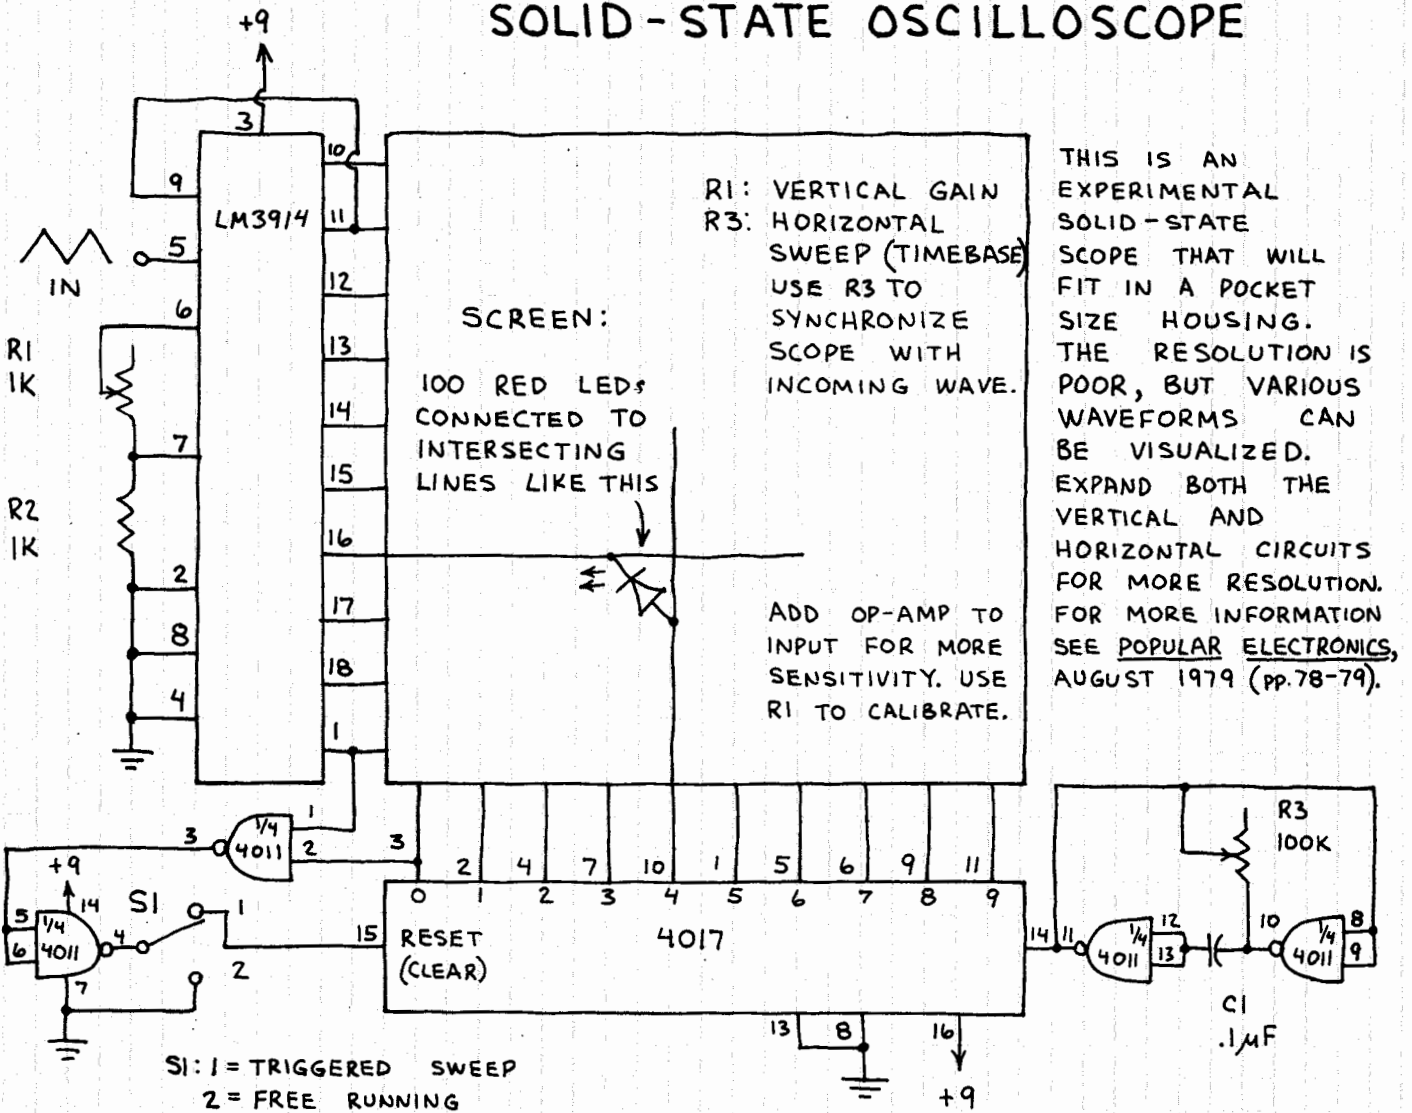 SOLID-STATE OSCILLOSCOPE
+9
3
10
9
LM3914
11
5
IN
12
6
13
R1
1K
14
7
15
R2
1K
16
2
17
8
18
4
1
R1: VERTICAL GAIN
R3: HORIZONTAL
SWEEP (TIMEBASE)
USE R3 TO
SYNCHRONIZE
SCOPE WITH
INCOMING WAVE.
SCREEN:
100 RED LEDs
CONNECTED TO
INTERSECTING
LINES LIKE THIS
ADD OP-AMP TO
INPUT FOR MORE
SENSITIVITY. USE
R1 TO CALIBRATE.
THIS IS AN
EXPERIMENTAL
SOLID-STATE
SCOPE THAT WILL
FIT IN A POCKET
SIZE HOUSING.
THE RESOLUTION IS
POOR, BUT VARIOUS
WAVEFORMS CAN
BE VISUALIZED.
EXPAND BOTH THE
VERTICAL AND
HORIZONTAL CIRCUITS
FOR MORE RESOLUTION.
FOR MORE INFORMATION
SEE POPULAR ELECTRONICS,
AUGUST 1979 (PP.78-79).
3
1/4
4011
1
2
3 2 4 7 10 1 5 6 9 11
0 1 2 3 4 5 6 7 8 9
+9
14
5
6
1/4
4011
4
7
S1
1
2
15
RESET
(CLEAR)
4017
14
13
8
16
+9
11
1/4
4011
12
13
10
1/4
4011
8
9
R3
100K
C1
.1µF
S1: 1 = TRIGGERED SWEEP
2 = FREE RUNNING